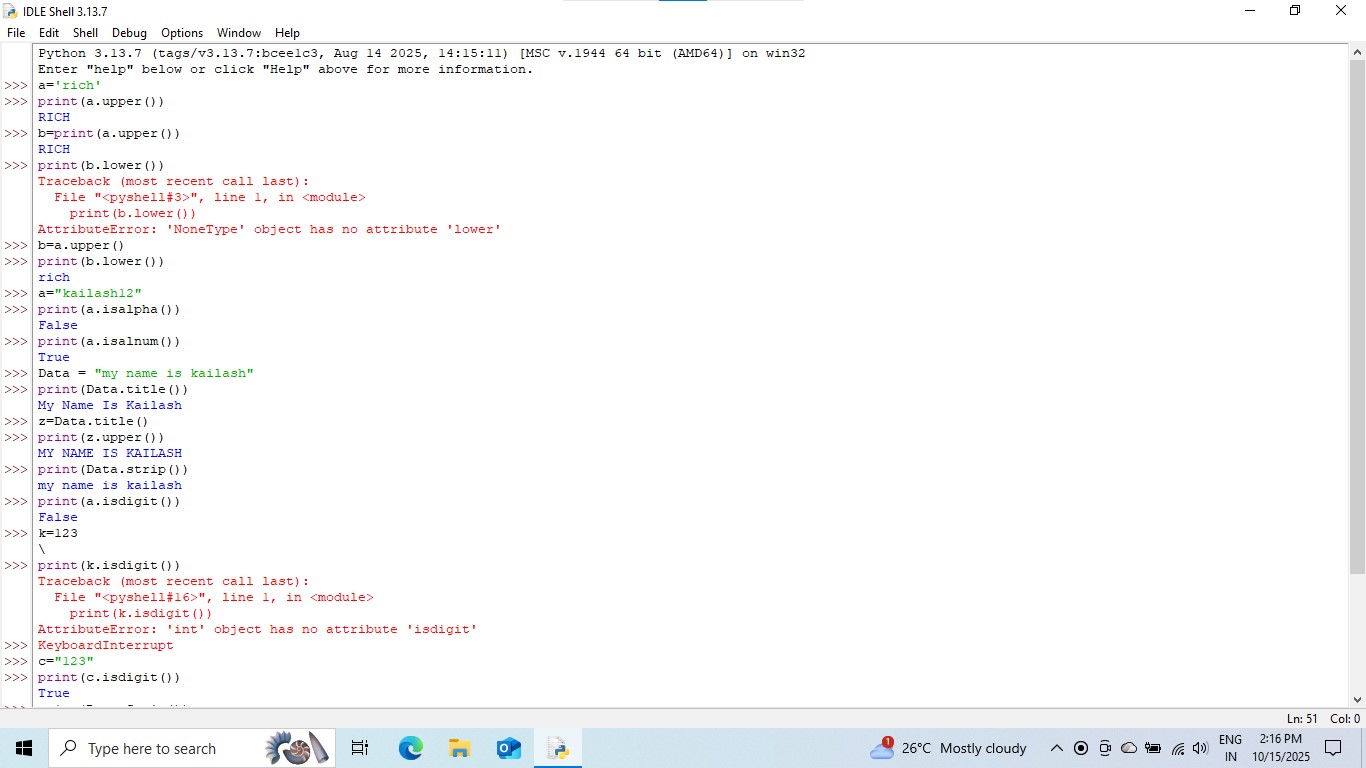 IDLE Shell 3.13.7
File Edit Shell Debug Options Window Help
Python 3.13.7 (tags/v3.13.7:bcee1c3, Aug 14 2025, 14:15:11) [MSC v.1944 64 bit (AMD64)] on win32
Enter "help" below or click "Help" above for more information.
>>> a='rich'
>>> print(a.upper())
RICH
>>> b=print(a.upper())
RICH
>>> print(b.lower())
Traceback (most recent call last):
  File "<pyshell#3>", line 1, in <module>
    print(b.lower())
AttributeError: 'NoneType' object has no attribute 'lower'
>>> b=a.upper()
>>> print(b.lower())
rich
>>> a="kailash12"
>>> print(a.isalpha())
False
>>> print(a.isalnum())
True
>>> Data = "my name is kailash"
>>> print(Data.title())
My Name Is Kailash
>>> z=Data.title()
>>> print(z.upper())
MY NAME IS KAILASH
>>> print(Data.strip())
my name is kailash
>>> print(a.isdigit())
False
>>> k=123
\
>>> print(k.isdigit())
Traceback (most recent call last):
  File "<pyshell#16>", line 1, in <module>
    print(k.isdigit())
AttributeError: 'int' object has no attribute 'isdigit'
>>> KeyboardInterrupt
>>> c="123"
>>> print(c.isdigit())
True
Ln: 51 Col: 0
Type here to search
1
26°C Mostly cloudy
ENG
IN
2:16 PM
10/15/2025